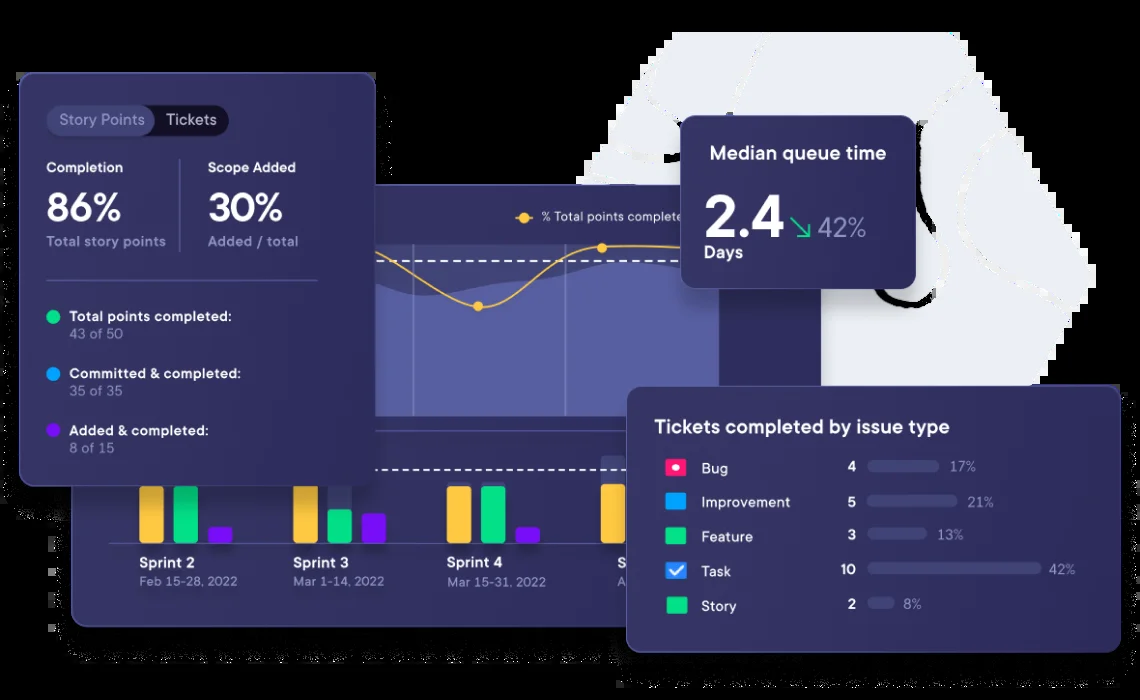 Story Points Tickets
Completion Scope Added
86% 30%
Total story points Added / total
Total points completed:
43 of 50
Committed & completed:
35 of 35
Added & completed:
8 of 15
% Total points
Median queue time
2.4 42%
Days
Sprint 2 Sprint 3 Sprint 4
Feb 15-28, 2022 Mar 1-14, 2022 Mar 15-31, 2022
Tickets completed by issue type
Bug 4 17%
Improvement 5 21%
Feature 3 13%
Task 10 42%
Story 2 8%